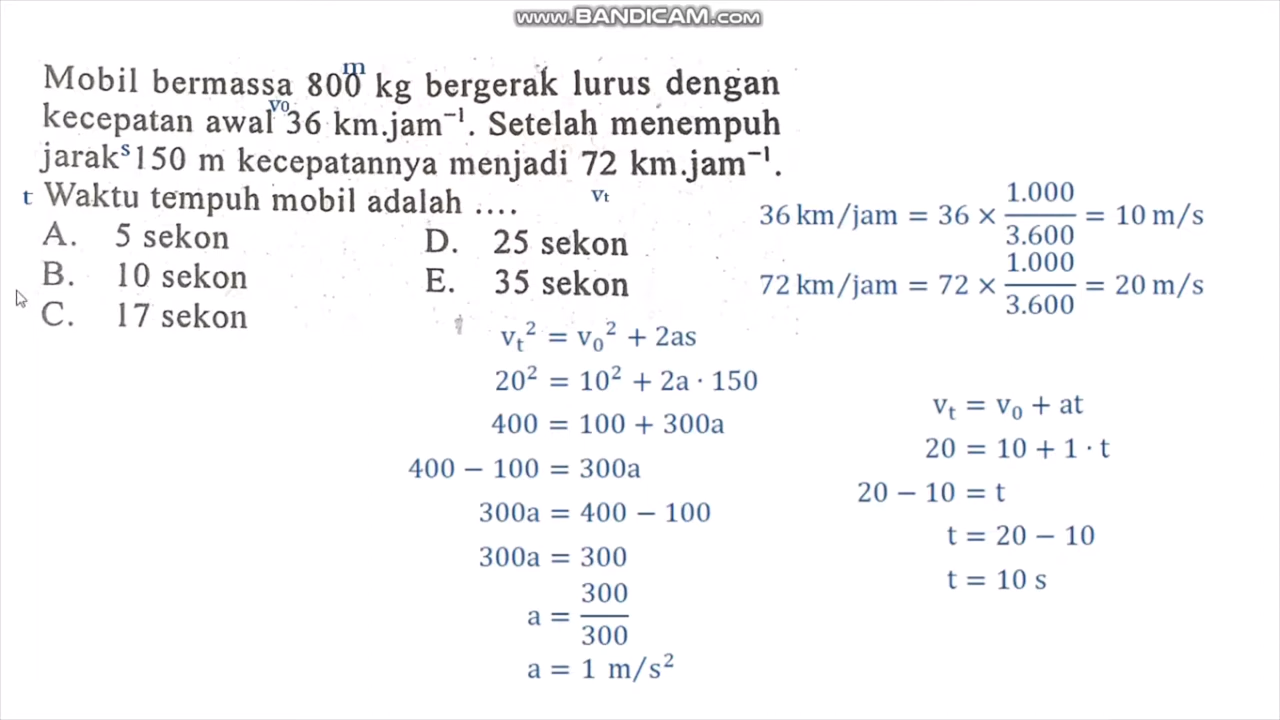 www.BANDICAM.com
m
Mobil bermassa 800 kg bergerak lurus dengan
v₀
kecepatan awal 36 km.jam⁻¹. Setelah menempuh
jarak s 150 m kecepatannya menjadi 72 km.jam⁻¹.
t Waktu tempuh mobil adalah ....
vₜ
A. 5 sekon
B. 10 sekon
C. 17 sekon
D. 25 sekon
E. 35 sekon
36 km/jam = 36 × 1.000/3.600 = 10 m/s
72 km/jam = 72 × 1.000/3.600 = 20 m/s
vₜ² = v₀² + 2as
20² = 10² + 2a · 150
400 = 100 + 300a
400 − 100 = 300a
300a = 400 − 100
300a = 300
a = 300/300
a = 1 m/s²
vₜ = v₀ + at
20 = 10 + 1 · t
20 − 10 = t
t = 20 − 10
t = 10 s